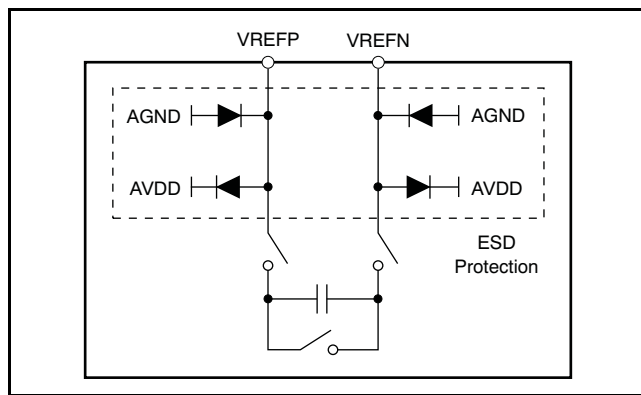 VREFP VREFN
AGND AGND
AVDD AVDD
ESD
Protection